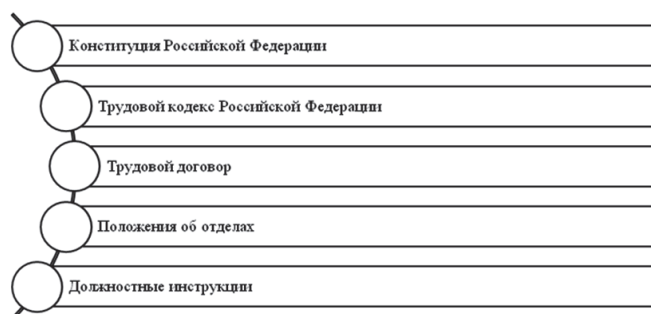 Конституция Российской Федерации
Трудовой кодекс Российской Федерации
Трудовой договор
Положения об отделах
Должностные инструкции